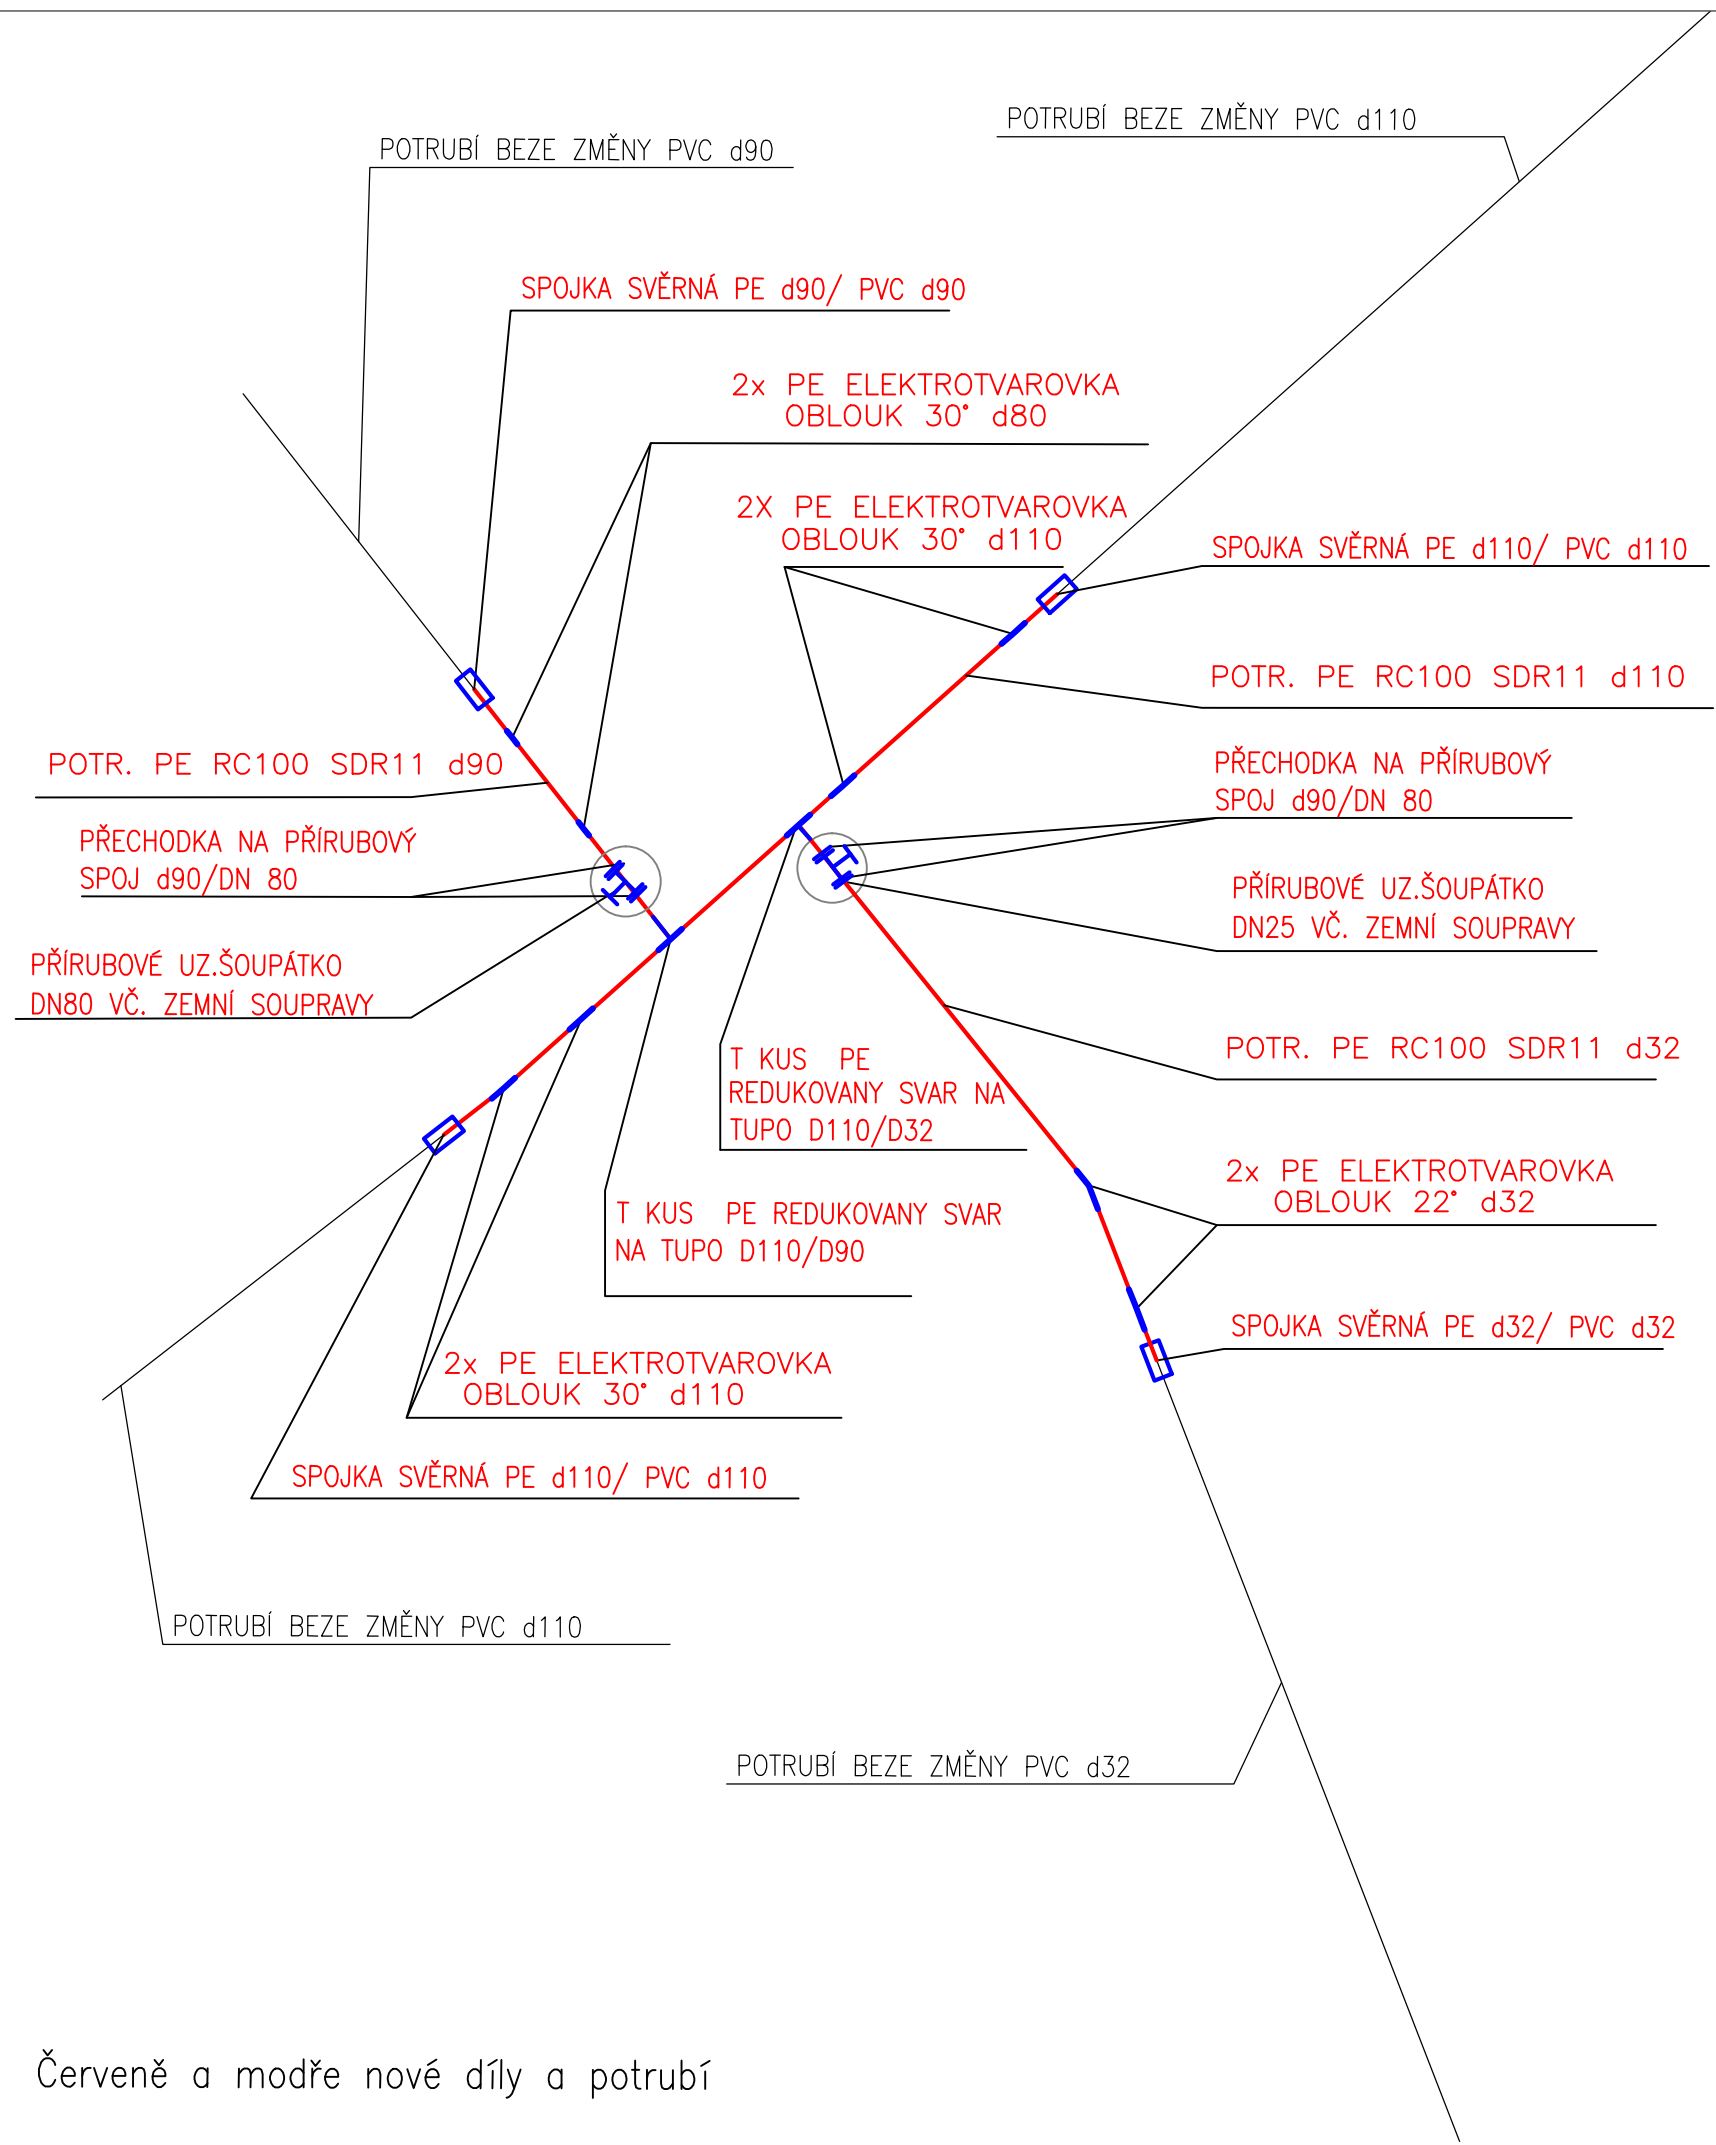 POTRUBÍ BEZE ZMĚNY PVC d110
POTRUBÍ BEZE ZMĚNY PVC d90
SPOJKA SVĚRNÁ PE d90/ PVC d90
2x PE ELEKTROTVAROVKA
OBLOUK 30° d80
2X PE ELEKTROTVAROVKA
OBLOUK 30° d110
SPOJKA SVĚRNÁ PE d110/ PVC d110
POTR. PE RC100 SDR11 d110
POTR. PE RC100 SDR11 d90
PŘECHODKA NA PŘÍRUBOVÝ
SPOJ d90/DN 80
PŘECHODKA NA PŘÍRUBOVÝ
SPOJ d90/DN 80
PŘÍRUBOVÉ UZ.ŠOUPÁTKO
DN25 VČ. ZEMNÍ SOUPRAVY
PŘÍRUBOVÉ UZ.ŠOUPÁTKO
DN80 VČ. ZEMNÍ SOUPRAVY
T KUS PE
REDUKOVANY SVAR NA
TUPO D110/D32
POTR. PE RC100 SDR11 d32
2x PE ELEKTROTVAROVKA
OBLOUK 22° d32
T KUS PE REDUKOVANY SVAR
NA TUPO D110/D90
SPOJKA SVĚRNÁ PE d32/ PVC d32
2x PE ELEKTROTVAROVKA
OBLOUK 30° d110
SPOJKA SVĚRNÁ PE d110/ PVC d110
POTRUBÍ BEZE ZMĚNY PVC d110
POTRUBÍ BEZE ZMĚNY PVC d32
Červeně a modře nové díly a potrubí